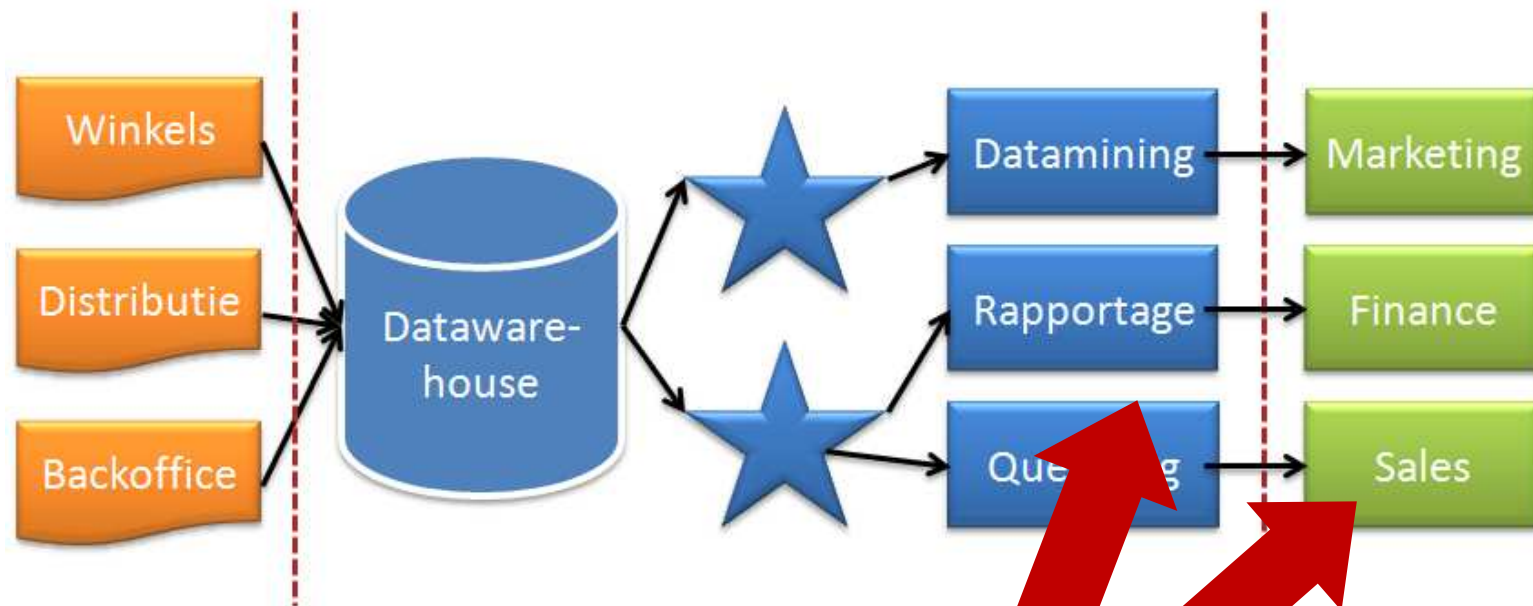 Winkels
Distributie
Backoffice
Dataware-
house
Datamining
Rapportage
Marketing
Finance
Sales